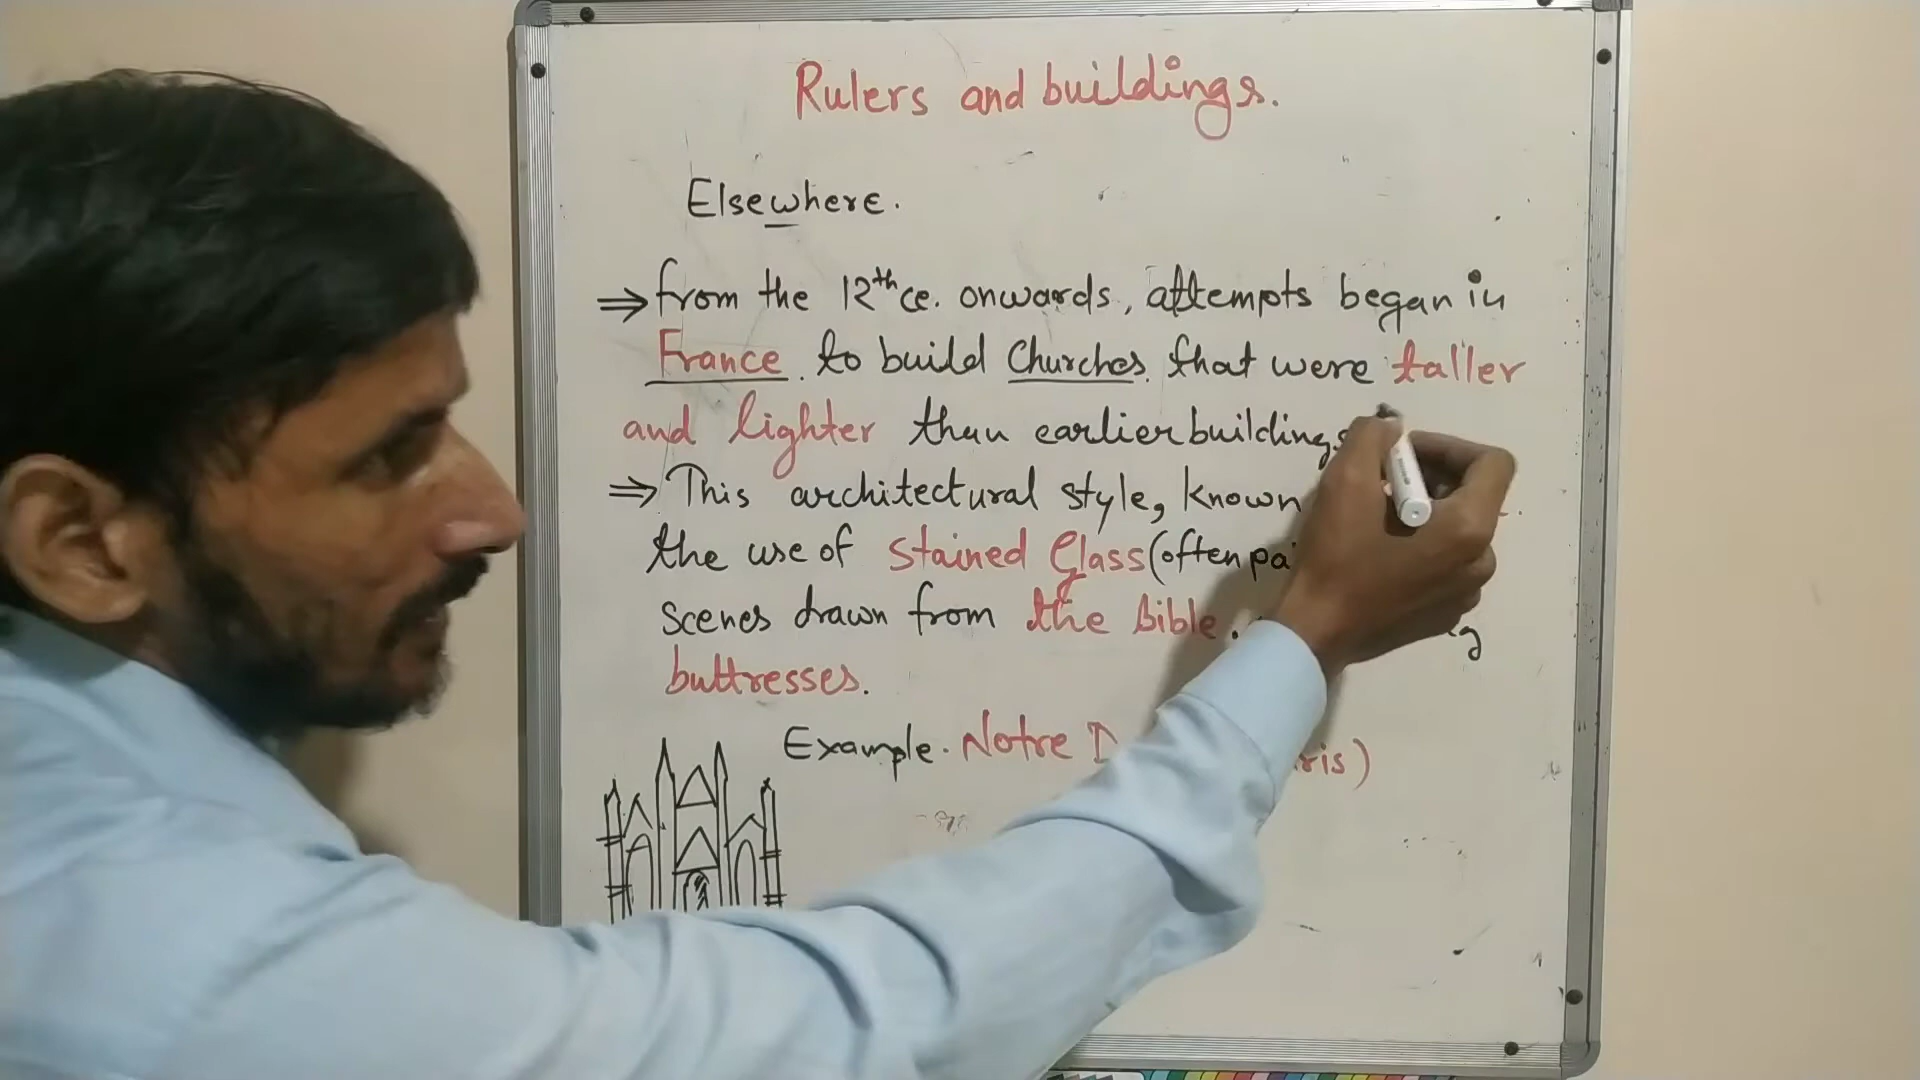 Rulers and buildings.
Elsewhere.
⇒ from the 12th ce. onwards, attempts began in
France. to build Churches. that were taller
and lighter than earlier buildings
⇒ This architectural style, known
the use of Stained Glass (often
scenes drawn from the Bible.
buttresses.
Example. Notre